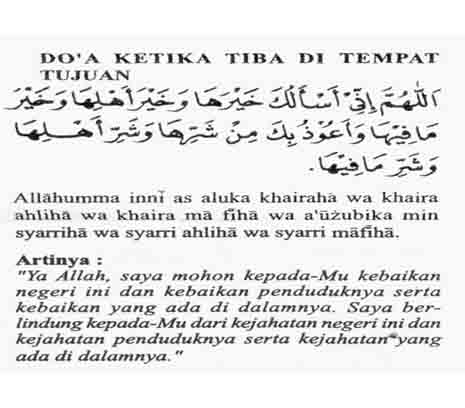 DO'A KETIKA TIBA DI TEMPAT
TUJUAN
اَللّٰهُمَّ اِنِّيْ اَسْأَلُكَ خَيْرَهَا وَخَيْرَ اَهْلِهَا وَخَيْرَ
مَا فِيْهَا وَاَعُوْذُ بِكَ مِنْ شَرِّهَا وَشَرِّ اَهْلِهَا
وَشَرِّ مَا فِيْهَا.
Allāhumma innī as aluka khairahā wa khaira
ahlihā wa khaira mā fīhā wa a'ūżubika min
syarrihā wa syarri ahlihā wa syarri māfīhā.
Artinya :
"Ya Allah, saya mohon kepada-Mu kebaikan
negeri ini dan kebaikan penduduknya serta
kebaikan yang ada di dalamnya. Saya ber-
lindung kepada-Mu dari kejahatan negeri ini dan
kejahatan penduduknya serta kejahatan yang
ada di dalamnya."